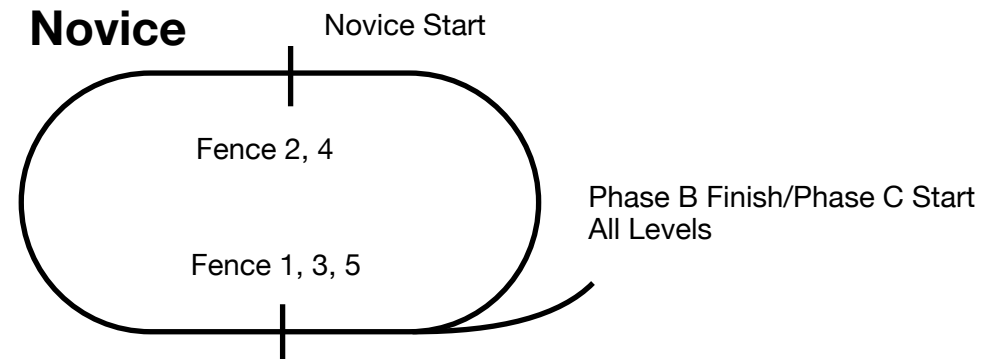 Novice
Novice Start
Fence 2, 4
Phase B Finish/Phase C Start
All Levels
Fence 1, 3, 5